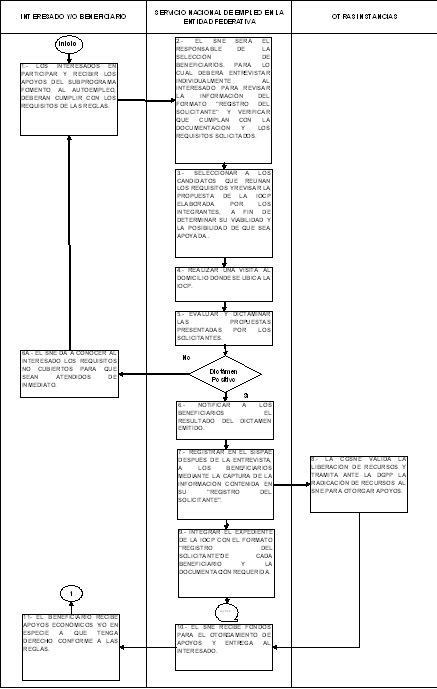 INTERESADO Y/O BENEFICIARIO
SERVICIO NACIONAL DE EMPLEO EN LA
ENTIDAD FEDERATIVA
OTRAS INSTANCIAS
Inicio
1.- LOS INTERESADOS EN
PARTICIPAR Y RECIBIR LOS
APOYOS DEL SUBPROGRAMA
FOMENTO AL AUTOEMPLEO,
DEBERÁN CUMPLIR CON LOS
REQUISITOS DE LAS REGLAS.
2.- EL SNE SERÁ EL
RESPONSABLE DE LA
SELECCIÓN DE
BENEFICIARIOS, PARA LO
CUAL DEBERÁ ENTREVISTAR
INDIVIDUALMENTE AL
INTERESADO PARA REVISAR
LA INFORMACIÓN DEL
FORMATO "REGISTRO DEL
SOLICITANTE" Y VERIFICAR
QUE CUMPLAN CON LA
DOCUMENTACIÓN Y LOS
REQUISITOS SOLICITADOS.
3.- SELECCIONAR A LOS
CANDIDATOS QUE REÚNAN
LOS REQUISITOS Y REVISAR LA
PROPUESTA DE LA IOCP
ELABORADA POR LOS
INTEGRANTES, A FIN DE
DETERMINAR SU VIABILIDAD Y
LA POSIBILIDAD DE QUE SEA
APOYADA.
4.- REALIZAR UNA VISITA AL
DOMICILIO DONDE SE UBICA LA
IOCP.
5.- EVALUAR Y DICTAMINAR
LAS PROPUESTAS
PRESENTADAS POR LOS
SOLICITANTES.
No
Dictámen
Positivo
Si
6A.- EL SNE DA A CONOCER AL
INTERESADO LOS REQUISITOS
NO CUBIERTOS PARA QUE
SEAN ATENDIDOS DE
INMEDIATO.
6.- NOTIFICAR A LOS
BENEFICIARIOS EL
RESULTADO DEL DICTAMEN
EMITIDO.
7.- REGISTRAR EN EL SISPAE
DESPUÉS DE LA ENTREVISTA,
A LOS BENEFICIARIOS
MEDIANTE LA CAPTURA DE LA
INFORMACIÓN CONTENIDA EN
SU "REGISTRO DEL
SOLICITANTE".
8.- LA CGSNE VALIDA LA
LIBERACIÓN DE RECURSOS Y
TRAMITA ANTE LA DGPP LA
RADICACIÓN DE RECURSOS AL
SNE PARA OTORGAR APOYOS.
9.- INTEGRAR EL EXPEDIENTE
DE LA IOCP CON EL FORMATO
"REGISTRO DEL
SOLICITANTE" DE CADA
BENEFICIARIO Y LA
DOCUMENTACIÓN REQUERIDA.
1
11.- EL BENEFICIARIO RECIBE
APOYOS ECONÓMICOS Y/O EN
ESPECIE A QUE TENGA
DERECHO CONFORME A LAS
REGLAS.
10.- EL SNE RECIBE FONDOS
PARA EL OTORGAMIENTO DE
APOYOS Y ENTREGA AL
INTERESADO.